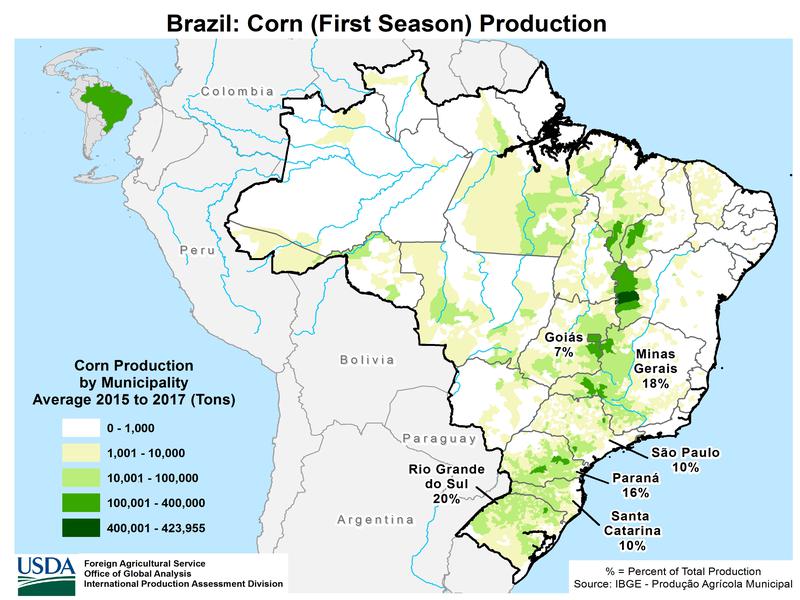 Brazil: Corn (First Season) Production
Colombia
Peru
Bolivia
Paraguay
Argentina
Goiás
7%
Minas
Gerais
18%
São Paulo
10%
Paraná
16%
Santa
Catarina
10%
Rio Grande
do Sul
20%
Corn Production
by Municipality
Average 2015 to 2017 (Tons)
0 - 1,000
1,001 - 10,000
10,001 - 100,000
100,001 - 400,000
400,001 - 423,955
USDA
Foreign Agricultural Service
Office of Global Analysis
International Production Assessment Division
% = Percent of Total Production
Source: IBGE - Produção Agrícola Municipal